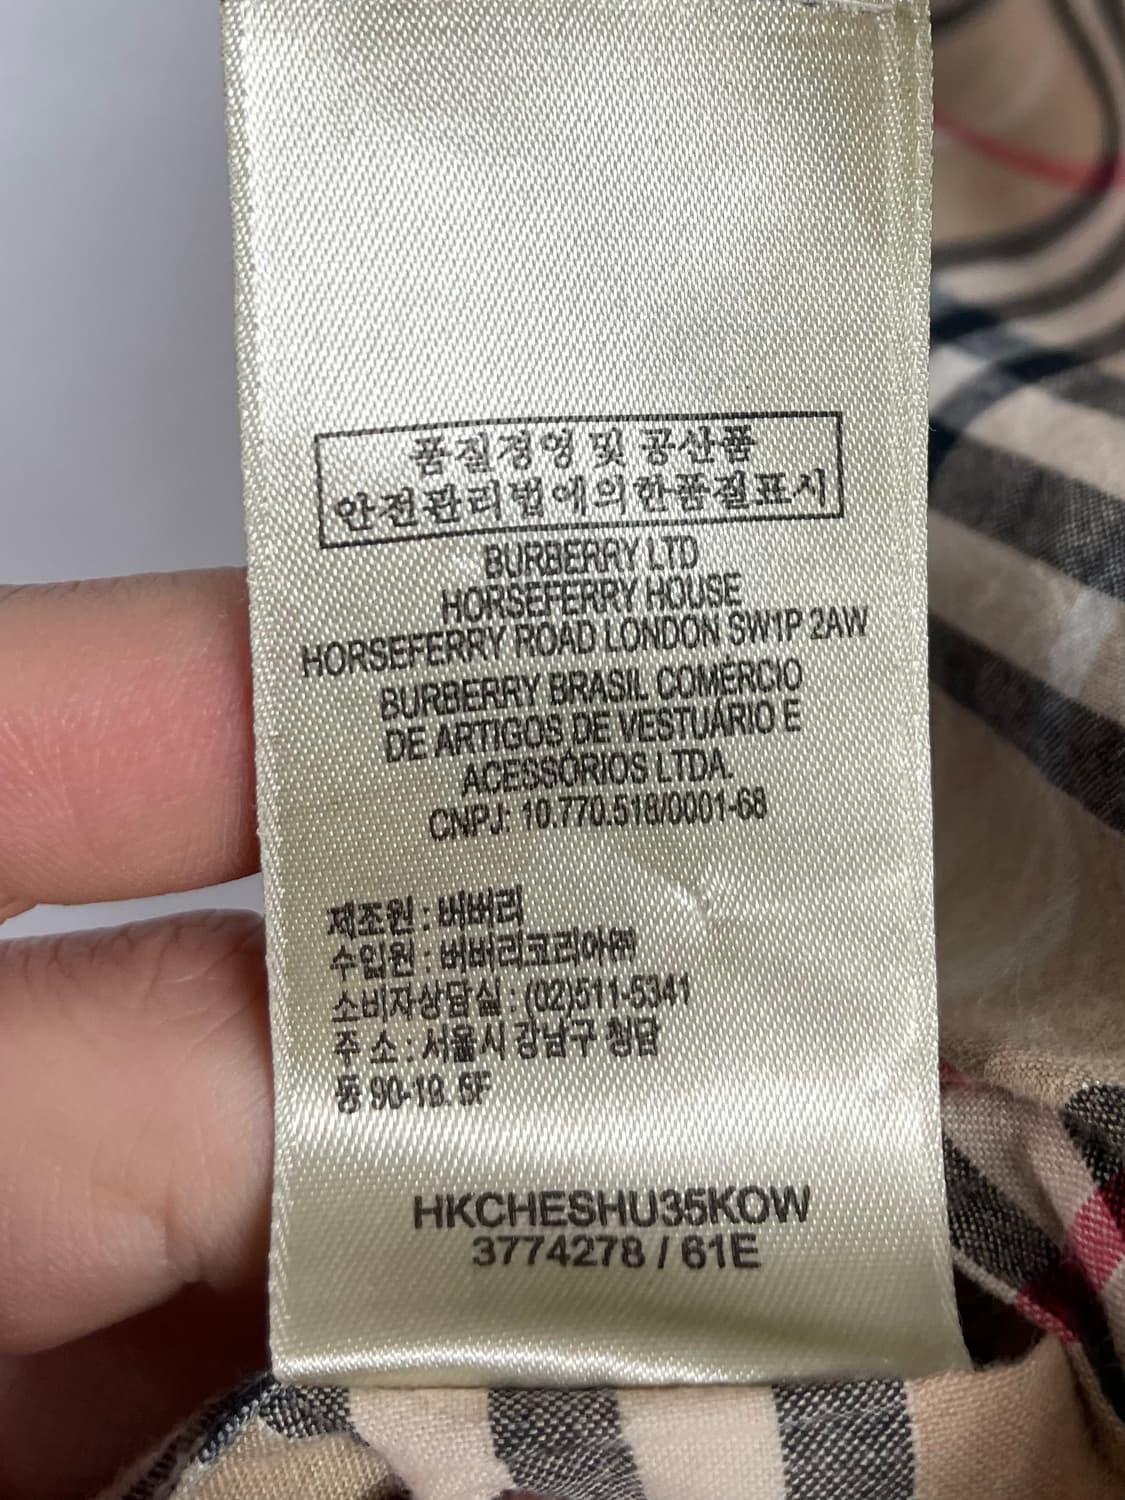 품질경영 및 공산품
안전관리법에의한품질표시
BURBERRY LTD
HORSEFERRY HOUSE
HORSEFERRY ROAD LONDON SW1P 2AW
BURBERRY BRASIL COMÉRCIO
DE ARTIGOS DE VESTUÁRIO E
ACESSÓRIOS LTDA.
CNPJ: 10.770.518/0001-68
제조원 : 버버리
수입원 : 버버리코리아㈜
소비자상담실 : (02)511-5341
주 소 : 서울시 강남구 청담
동 90-19. 5F
HKCHESHU35KOW
3774278 / 61E